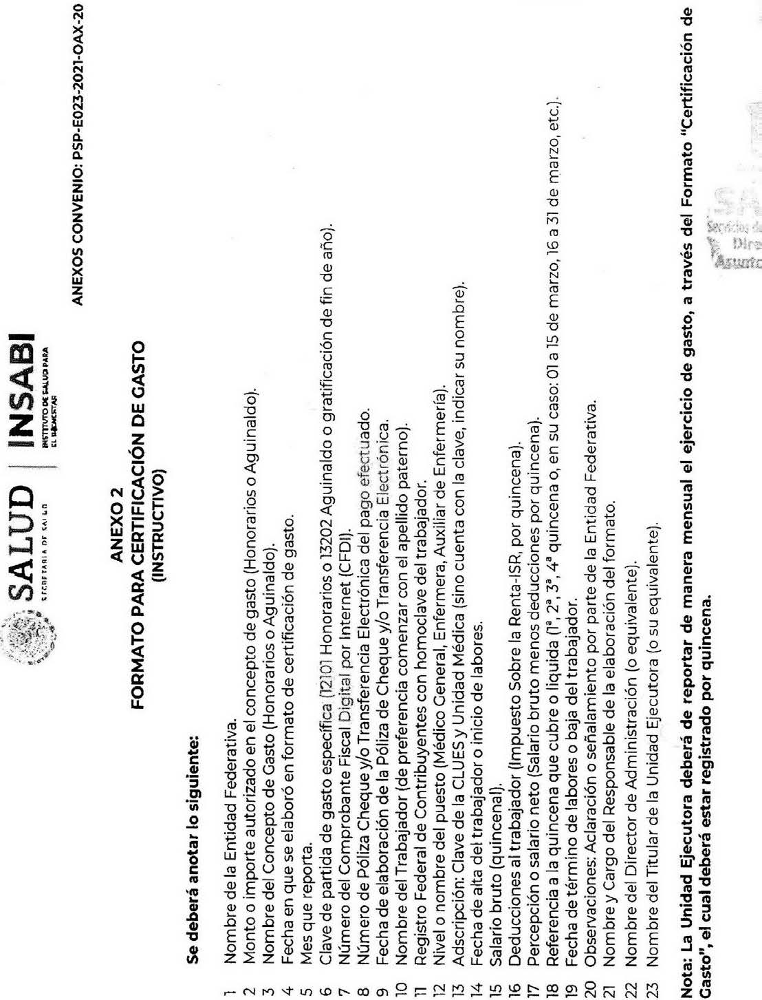 SALUD
SECRETARÍA DE SALUD
INSABI
INSTITUTO DE SALUD PARA
EL BIENESTAR
ANEXOS CONVENIO: PSP-E023-2021-OAX-20
ANEXO 2
FORMATO PARA CERTIFICACIÓN DE GASTO
(INSTRUCTIVO)
Se deberá anotar lo siguiente:
1 Nombre de la Entidad Federativa.
2 Monto o importe autorizado en el concepto de gasto (Honorarios o Aguinaldo).
3 Nombre del Concepto de Gasto (Honorarios o Aguinaldo).
4 Fecha en que se elaboró en formato de certificación de gasto.
5 Mes que reporta.
6 Clave de partida de gasto específica (12101 Honorarios o 13202 Aguinaldo o gratificación de fin de año).
7 Número del Comprobante Fiscal Digital por Internet (CFDI).
8 Número de Póliza Cheque y/o Transferencia Electrónica del pago efectuado.
9 Fecha de elaboración de la Póliza de Cheque y/o Transferencia Electrónica.
10 Nombre del Trabajador (de preferencia comenzar con el apellido paterno).
11 Registro Federal de Contribuyentes con homoclave del trabajador.
12 Nivel o nombre del puesto (Médico General, Enfermera, Auxiliar de Enfermería).
13 Adscripción: Clave de la CLUES y Unidad Médica (sino cuenta con la clave, indicar su nombre).
14 Fecha de alta del trabajador o inicio de labores.
15 Salario bruto (quincenal).
16 Deducciones al trabajador (Impuesto Sobre la Renta-ISR, por quincena).
17 Percepción o salario neto (Salario bruto menos deducciones por quincena).
18 Referencia a la quincena que cubre o liquida (1ª, 2ª, 3ª, 4ª quincena o, en su caso: 01 a 15 de marzo, 16 a 31 de marzo, etc.).
19 Fecha de término de labores o baja del trabajador.
20 Observaciones: Aclaración o señalamiento por parte de la Entidad Federativa.
21 Nombre y Cargo del Responsable de la elaboración del formato.
22 Nombre del Director de Administración (o equivalente).
23 Nombre del Titular de la Unidad Ejecutora (o su equivalente).
Nota: La Unidad Ejecutora deberá de reportar de manera mensual el ejercicio de gasto, a través del Formato "Certificación de
Gasto", el cual deberá estar registrado por quincena.
SA
Servicios de
Dire
Asunto